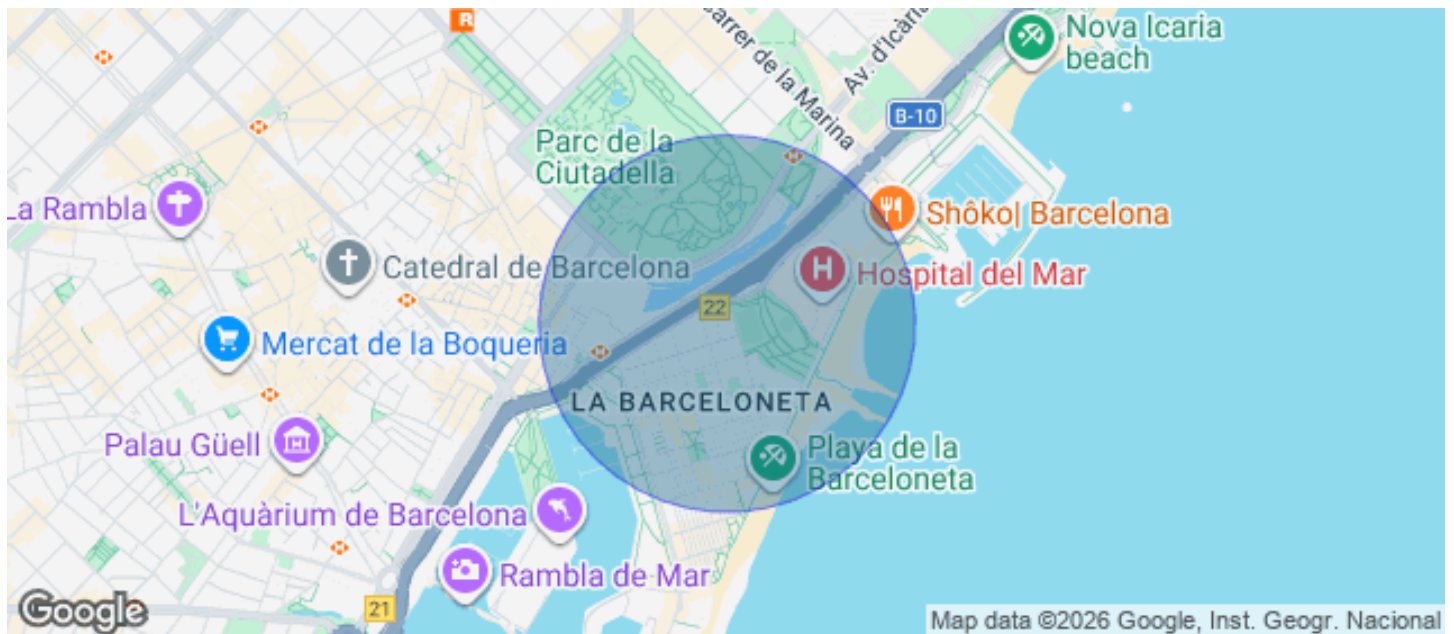 R
arrer de la Marina
Av. d'Icària
Nova Icaria
beach
B-10
Parc de la
Ciutadella
La Rambla
Shôko| Barcelona
Catedral de Barcelona
H
Hospital del Mar
22
Mercat de la Boqueria
LA BARCELONETA
Palau Güell
Playa de la
Barceloneta
L'Aquàrium de Barcelona
Rambla de Mar
21
Google
Map data ©2026 Google, Inst. Geogr. Nacional